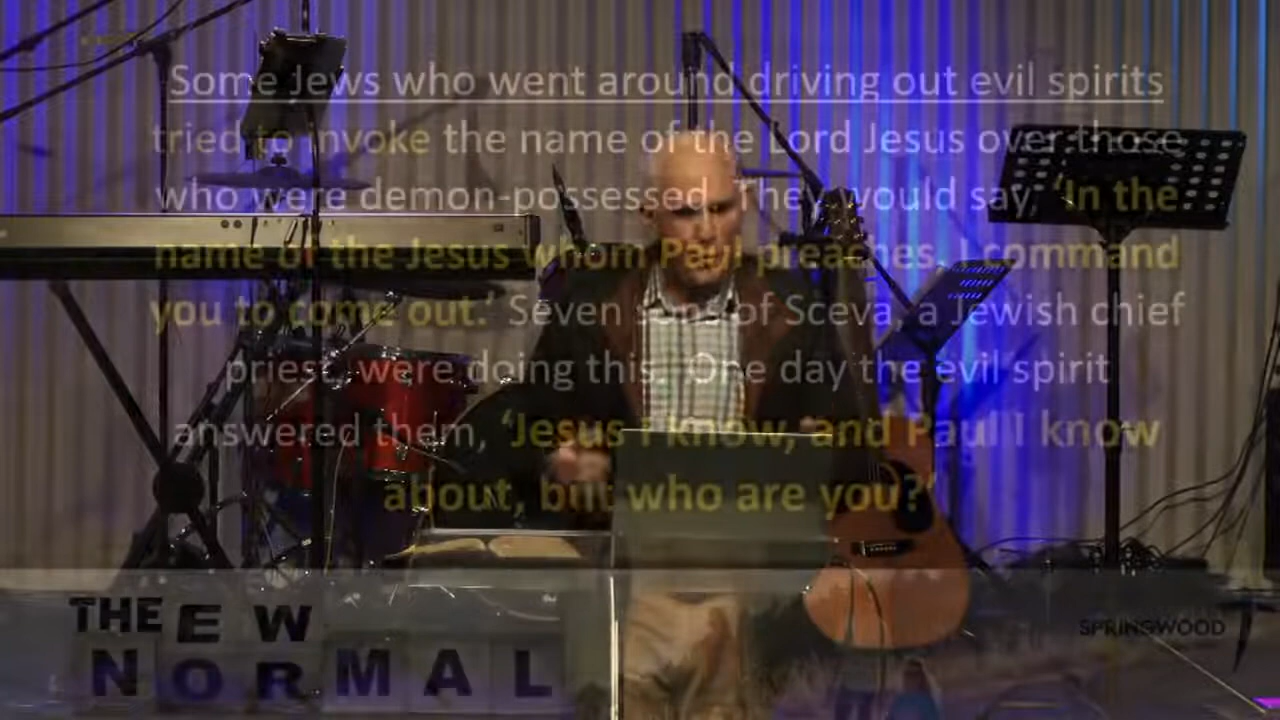 Some Jews who went around driving out evil spirits
tried to invoke the name of the Lord Jesus over those
who were demon-possessed. They would say, ‘In the
name of the Jesus whom Paul preaches, I command
you to come out.’ Seven sons of Sceva, a Jewish chief
priest, were doing this. One day the evil spirit
answered them, ‘Jesus I know, and Paul I know
about, but who are you?’
THE EW
NORMAL
SPRINGWOOD